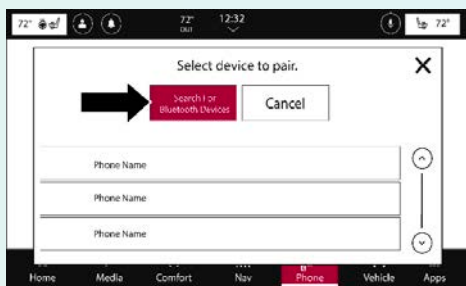 72° 72° 12:32 72°
OUT
Select device to pair. X
Search For
Bluetooth Devices
Cancel
Phone Name
Phone Name
Phone Name
Home Media Comfort Nav Phone Vehicle Apps